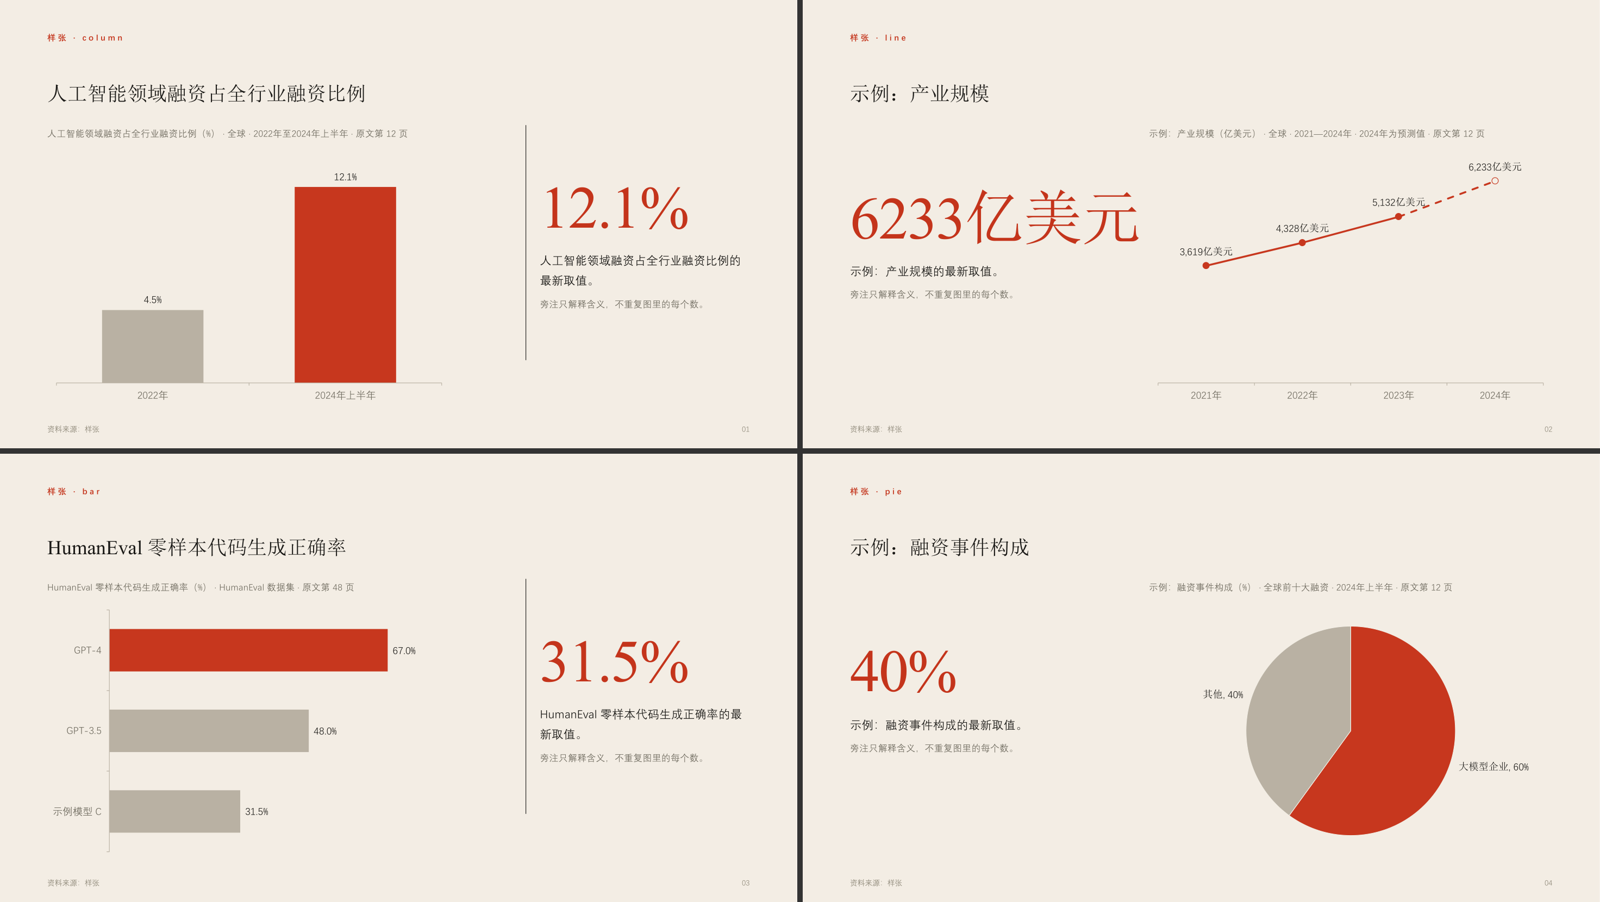 样张 · column
人工智能领域融资占全行业融资比例
人工智能领域融资占全行业融资比例（%） · 全球 · 2022年至2024年上半年 · 原文第 12 页
12.1%
4.5%
2022年
2024年上半年
12.1%
人工智能领域融资占全行业融资比例的
最新取值。
旁注只解释含义，不重复图里的每个数。
资料来源：样张
01
样张 · line
示例：产业规模
示例：产业规模（亿美元） · 全球 · 2021—2024年 · 2024年为预测值 · 原文第 12 页
6233亿美元
示例：产业规模的最新取值。
旁注只解释含义，不重复图里的每个数。
6,233亿美元
5,132亿美元
4,328亿美元
3,619亿美元
2021年
2022年
2023年
2024年
资料来源：样张
02
样张 · bar
HumanEval 零样本代码生成正确率
HumanEval 零样本代码生成正确率（%） · HumanEval 数据集 · 原文第 48 页
GPT-4
67.0%
GPT-3.5
48.0%
示例模型 C
31.5%
31.5%
HumanEval 零样本代码生成正确率的最
新取值。
旁注只解释含义，不重复图里的每个数。
资料来源：样张
03
样张 · pie
示例：融资事件构成
示例：融资事件构成（%） · 全球前十大融资 · 2024年上半年 · 原文第 12 页
40%
示例：融资事件构成的最新取值。
旁注只解释含义，不重复图里的每个数。
其他, 40%
大模型企业, 60%
资料来源：样张
04